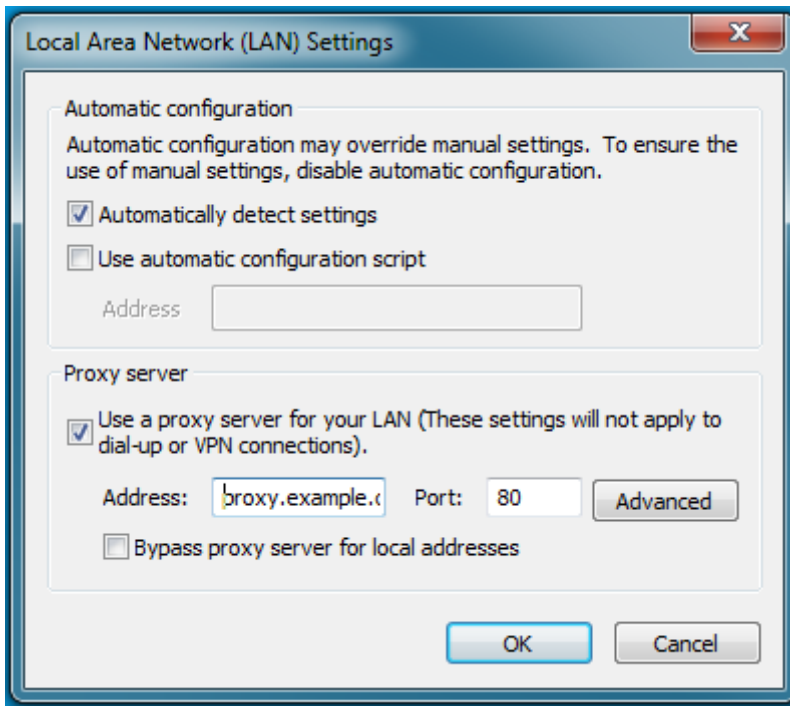 Local Area Network (LAN) Settings
Automatic configuration
Automatic configuration may override manual settings.  To ensure the
use of manual settings, disable automatic configuration.
Automatically detect settings
Use automatic configuration script
Address
Proxy server
Use a proxy server for your LAN (These settings will not apply to
dial-up or VPN connections).
Address: proxy.example.c Port: 80 Advanced
Bypass proxy server for local addresses
OK Cancel